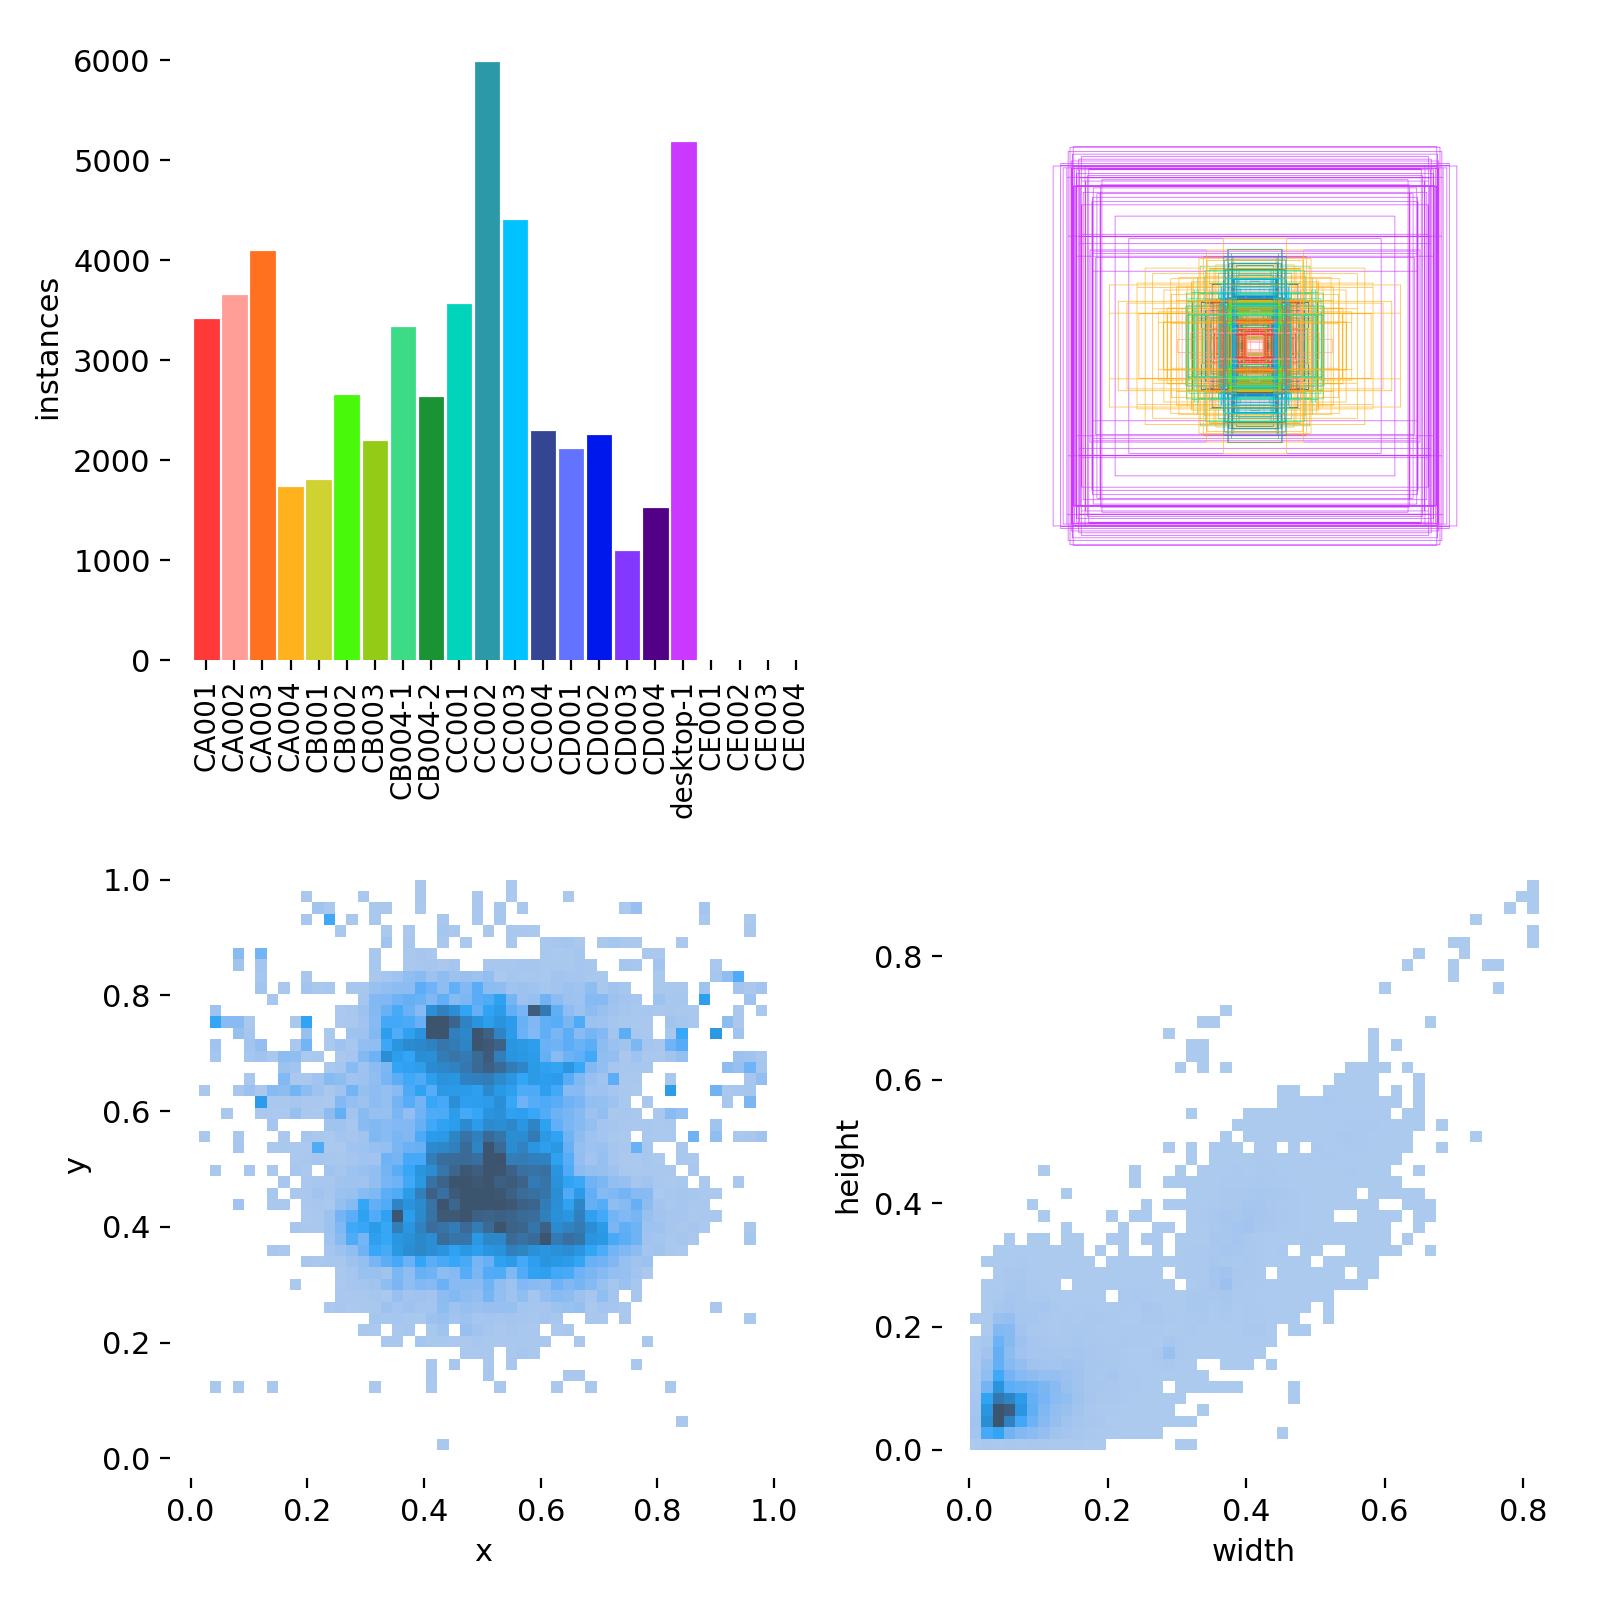 6000
5000
4000
3000
2000
1000
0
instances
CA001
CA002
CA003
CA004
CB001
CB002
CB003
CB004-1
CB004-2
CC001
CC002
CC003
CC004
CD001
CD002
CD003
CD004
desktop-1
CE001
CE002
CE003
CE004
1.0
0.8
0.6
0.4
0.2
0.0
y
0.0 0.2 0.4 0.6 0.8 1.0
x
0.8
0.6
0.4
0.2
0.0
height
0.0 0.2 0.4 0.6 0.8
width